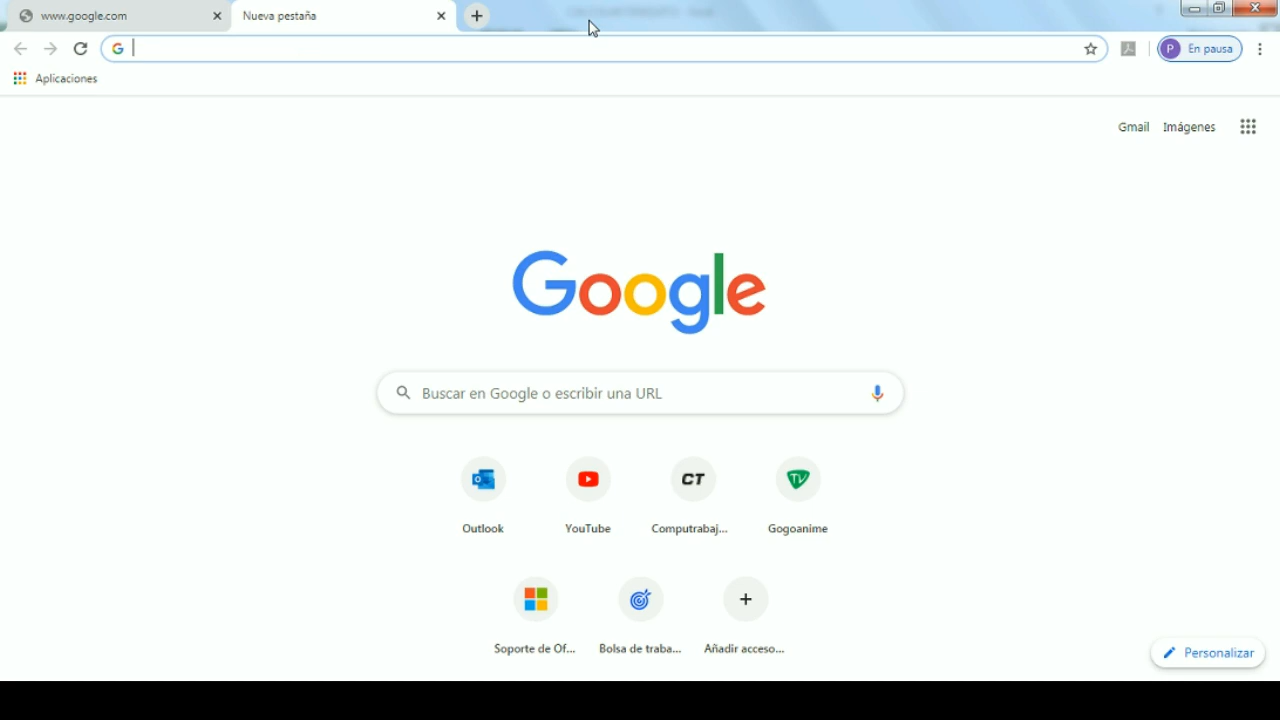 www.google.com
Nueva pestaña
P En pausa
Aplicaciones
Gmail Imágenes
Google
Buscar en Google o escribir una URL
CT
TV
Outlook YouTube Computrabaj... Gogoanime
Soporte de Of... Bolsa de traba... Añadir acceso...
Personalizar